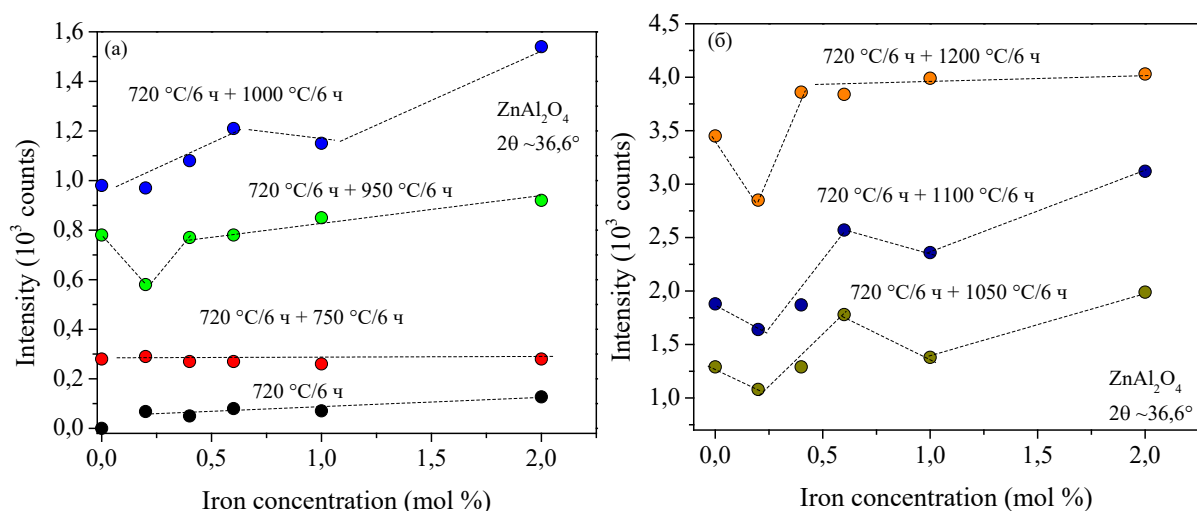 (а)
1,6
1,4
1,2
1,0
0,8
0,6
0,4
0,2
0,0
Intensity (10³ counts)
720 °C/6 ч + 1000 °C/6 ч
ZnAl₂O₄
2θ ~36,6°
720 °C/6 ч + 950 °C/6 ч
720 °C/6 ч + 750 °C/6 ч
720 °C/6 ч
0,0 0,5 1,0 1,5 2,0
Iron concentration (mol %)
(б)
4,5
4,0
3,5
3,0
2,5
2,0
1,5
1,0
Intensity (10³ counts)
720 °C/6 ч + 1200 °C/6 ч
720 °C/6 ч + 1100 °C/6 ч
720 °C/6 ч + 1050 °C/6 ч
ZnAl₂O₄
2θ ~36,6°
0,0 0,5 1,0 1,5 2,0
Iron concentration (mol %)